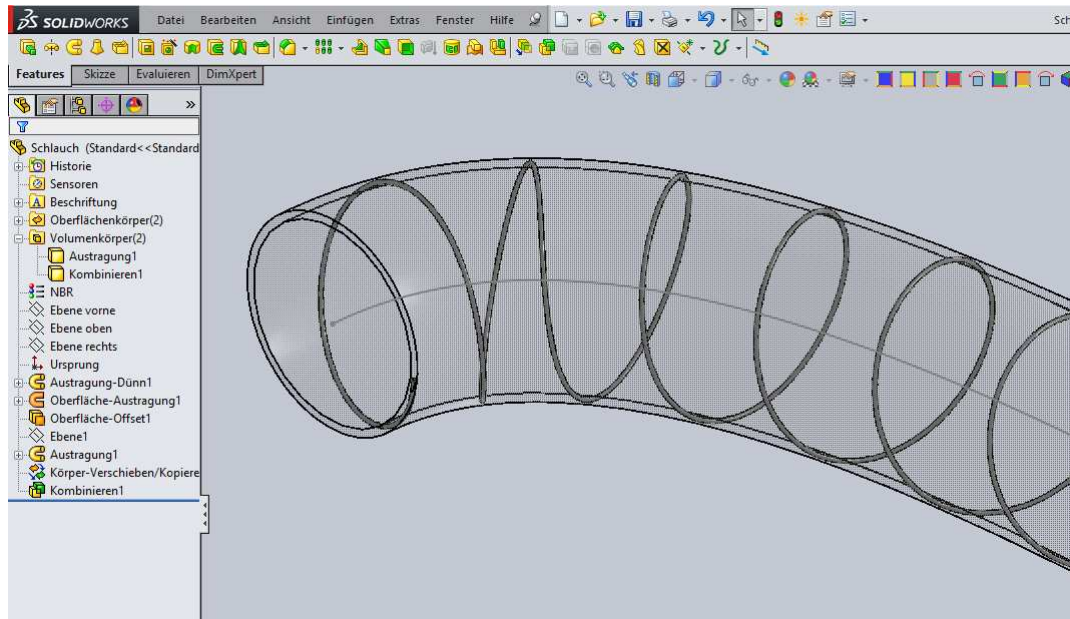 SOLIDWORKS Datei Bearbeiten Ansicht Einfügen Extras Fenster Hilfe Sch
Features Skizze Evaluieren DimXpert
Schlauch (Standard<<Standard
Historie
Sensoren
Beschriftung
Oberflächenkörper(2)
Volumenkörper(2)
Austragung1
Kombinieren1
NBR
Ebene vorne
Ebene oben
Ebene rechts
Ursprung
Austragung-Dünn1
Oberfläche-Austragung1
Oberfläche-Offset1
Ebene1
Austragung1
Körper-Verschieben/Kopiere
Kombinieren1